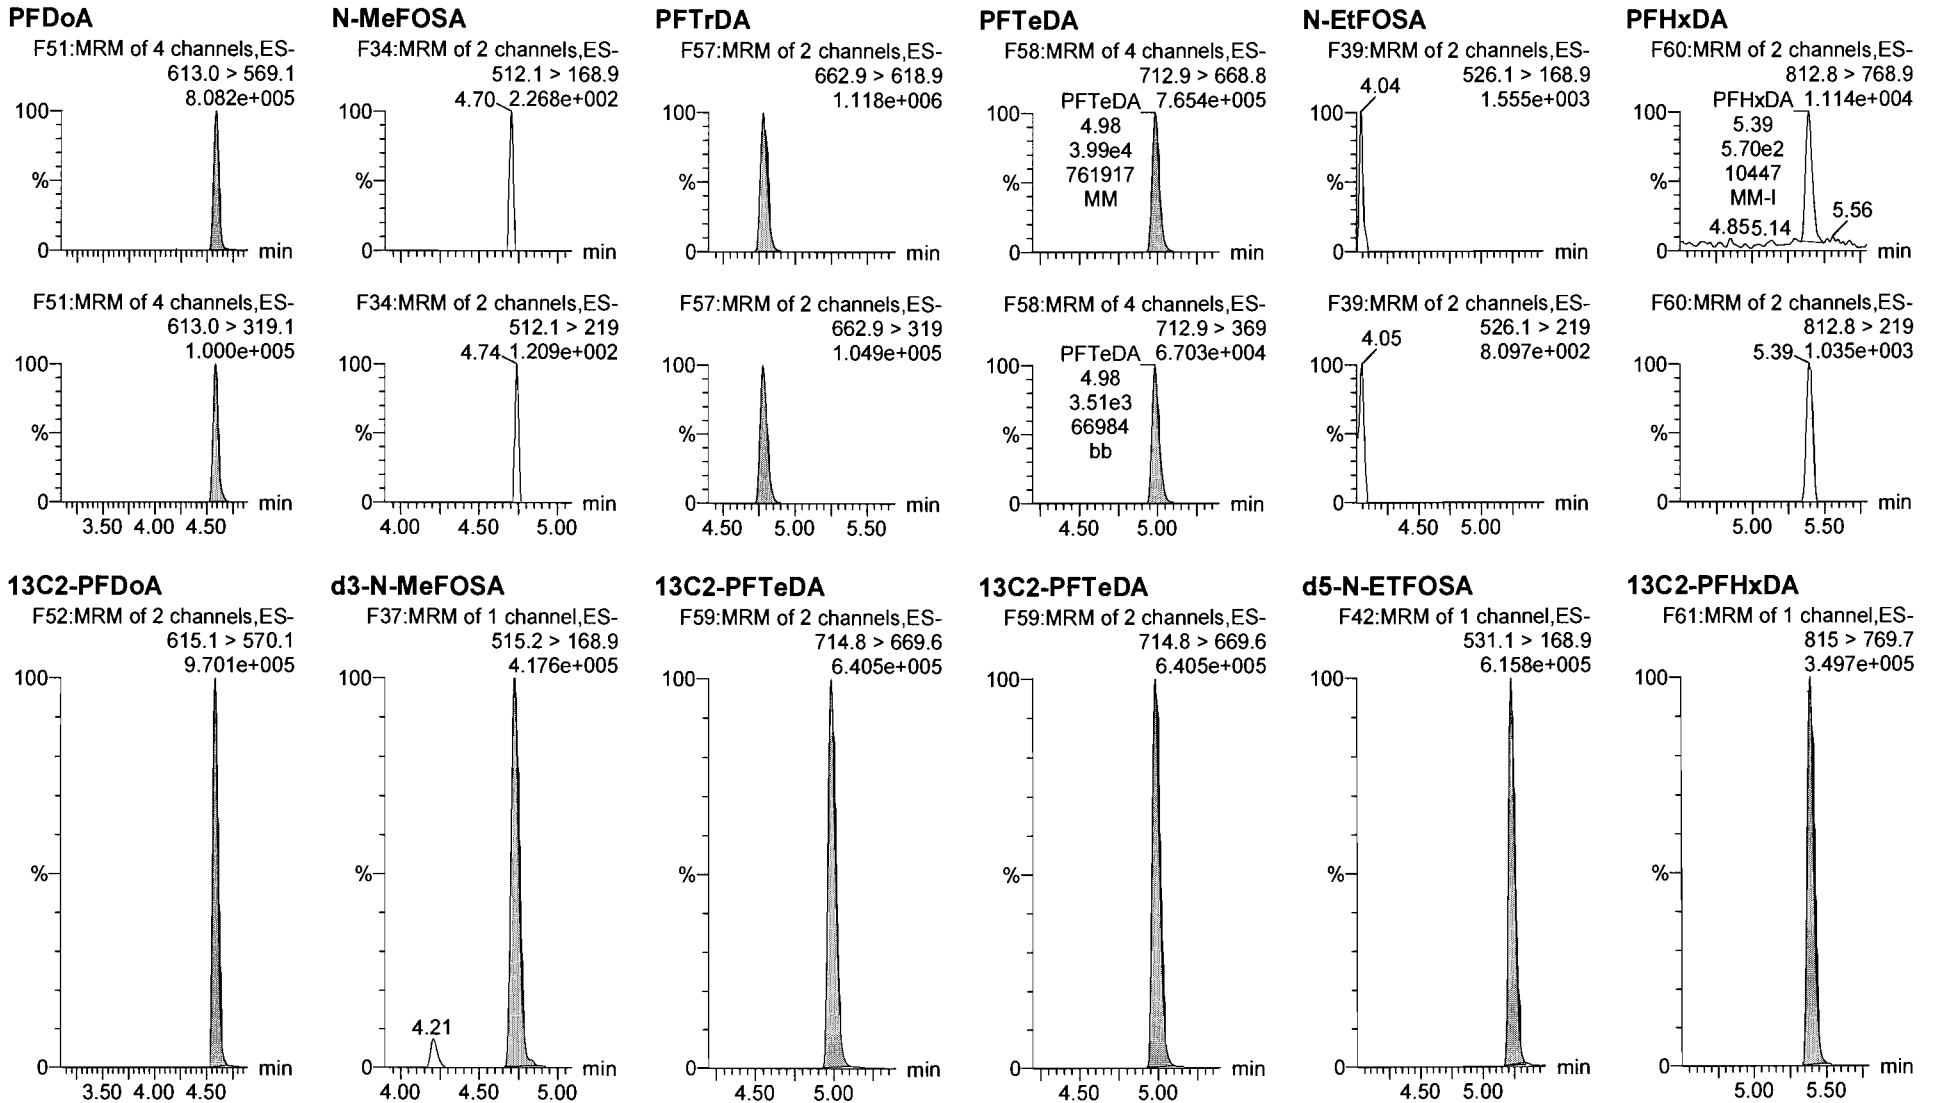 PFDoA
F51:MRM of 4 channels,ES-
613.0 > 569.1
8.082e+005
100
%
0
min
N-MeFOSA
F34:MRM of 2 channels,ES-
512.1 > 168.9
4.70 2.268e+002
100
%
0
min
PFTrDA
F57:MRM of 2 channels,ES-
662.9 > 618.9
1.118e+006
100
%
0
min
PFTeDA
F58:MRM of 4 channels,ES-
712.9 > 668.8
PFTeDA 7.654e+005
4.98
3.99e4
761917
MM
100
%
0
min
N-EtFOSA
F39:MRM of 2 channels,ES-
526.1 > 168.9
4.04
1.555e+003
100
%
0
min
PFHxDA
F60:MRM of 2 channels,ES-
812.8 > 768.9
PFHxDA 1.114e+004
5.39
5.70e2
10447
MM-I
4.85 5.14
5.56
100
%
0
min
F51:MRM of 4 channels,ES-
613.0 > 319.1
1.000e+005
100
%
0
min
3.50 4.00 4.50
F34:MRM of 2 channels,ES-
512.1 > 219
4.74 1.209e+002
100
%
0
min
4.00 4.50 5.00
F57:MRM of 2 channels,ES-
662.9 > 319
1.049e+005
100
%
0
min
4.50 5.00 5.50
F58:MRM of 4 channels,ES-
712.9 > 369
PFTeDA 6.703e+004
4.98
3.51e3
66984
bb
100
%
0
min
4.50 5.00
F39:MRM of 2 channels,ES-
526.1 > 219
4.05
8.097e+002
100
%
0
min
4.50 5.00
F60:MRM of 2 channels,ES-
812.8 > 219
5.39 1.035e+003
100
%
0
min
5.00 5.50
13C2-PFDoA
F52:MRM of 2 channels,ES-
615.1 > 570.1
9.701e+005
100
%
0
min
3.50 4.00 4.50
d3-N-MeFOSA
F37:MRM of 1 channel,ES-
515.2 > 168.9
4.176e+005
100
%
4.21
0
min
4.00 4.50 5.00
13C2-PFTeDA
F59:MRM of 2 channels,ES-
714.8 > 669.6
6.405e+005
100
%
0
min
4.50 5.00
13C2-PFTeDA
F59:MRM of 2 channels,ES-
714.8 > 669.6
6.405e+005
100
%
0
min
4.50 5.00
d5-N-ETFOSA
F42:MRM of 1 channel,ES-
531.1 > 168.9
6.158e+005
100
%
0
min
4.50 5.00
13C2-PFHxDA
F61:MRM of 1 channel,ES-
815 > 769.7
3.497e+005
100
%
0
min
5.00 5.50